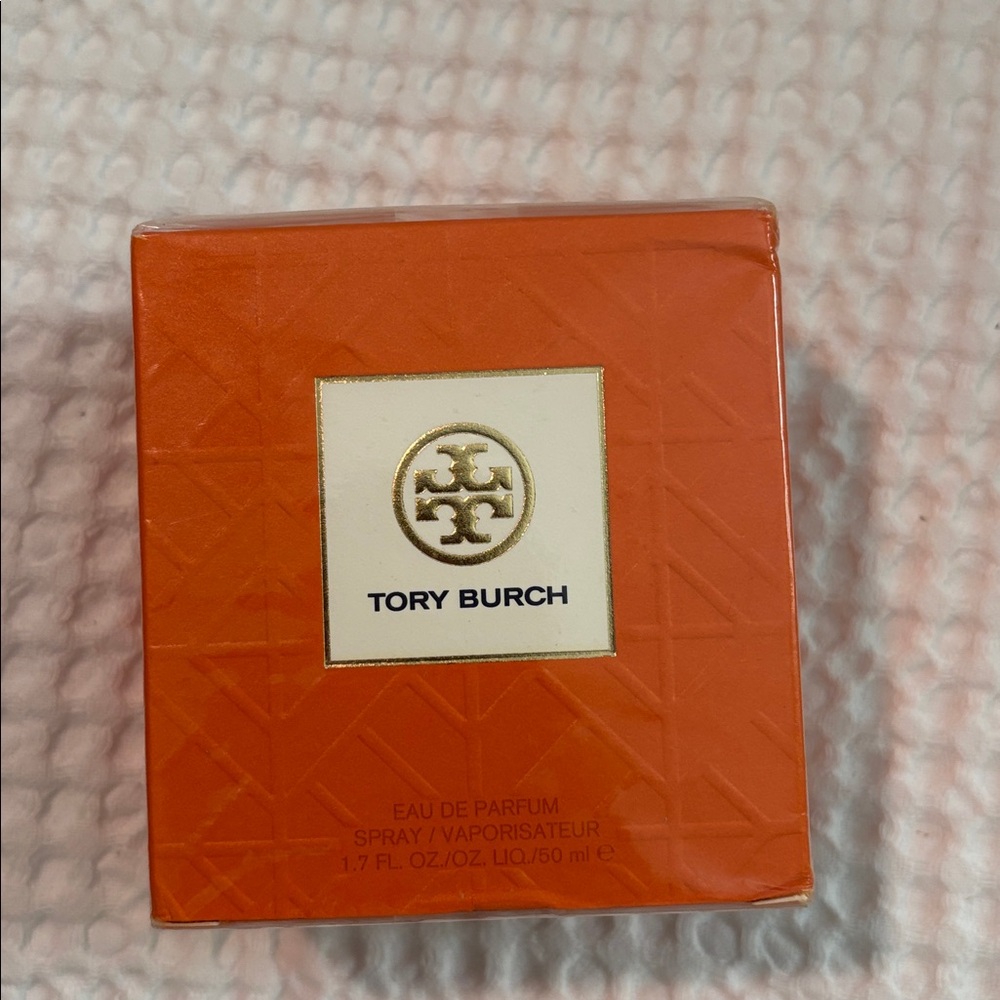 TORY BURCH
EAU DE PARFUM
SPRAY / VAPORISATEUR
1.7 FL. OZ./OZ. LIQ./50 ml ℮